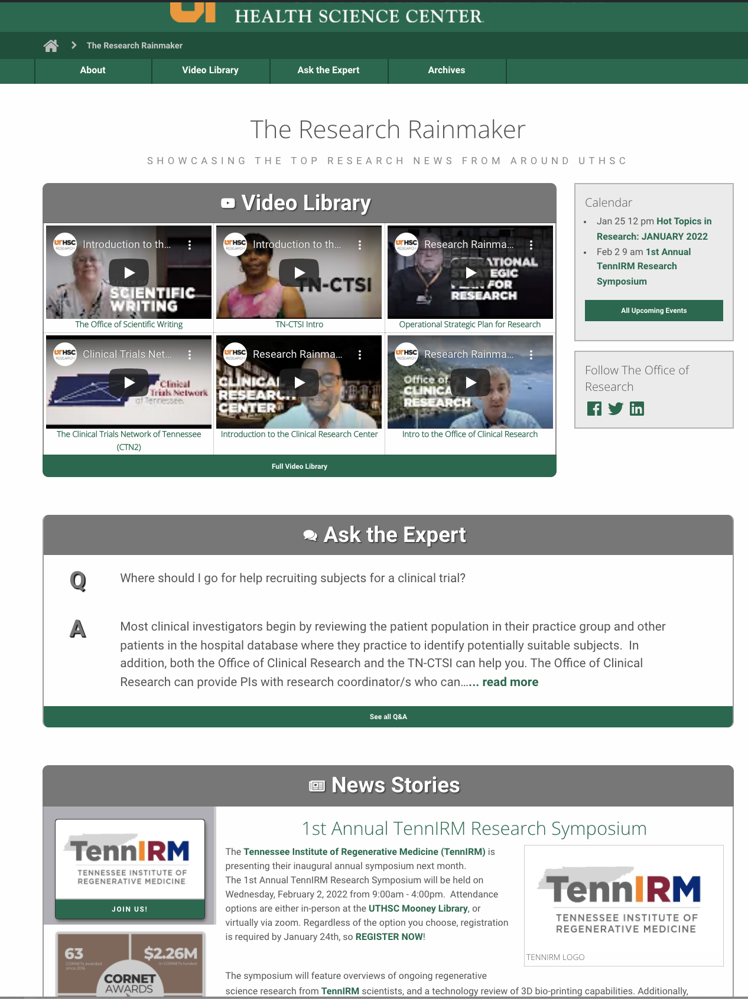 HEALTH SCIENCE CENTER.
The Research Rainmaker
About
Video Library
Ask the Expert
Archives
The Research Rainmaker
SHOWCASING THE TOP RESEARCH NEWS FROM AROUND UTHSC
Video Library
UTHSC
RESEARCH
Introduction to th...
SCIENTIFIC
WRITING
The Office of Scientific Writing
UTHSC
RESEARCH
Introduction to th...
TN-CTSI
TN-CTSI Intro
UTHSC
RESEARCH
Research Rainma...
OPERATIONAL
STRATEGIC
PLAN FOR
RESEARCH
Operational Strategic Plan for Research
UTHSC
RESEARCH
Clinical Trials Net...
Clinical
Trials Network
of Tennessee.
The Clinical Trials Network of Tennessee
(CTN2)
UTHSC
RESEARCH
Research Rainma...
CLINICAL
RESEARCH
CENTER
Introduction to the Clinical Research Center
UTHSC
RESEARCH
Research Rainma...
Office of
CLINICAL
RESEARCH
Intro to the Office of Clinical Research
Full Video Library
Calendar
Jan 25 12 pm Hot Topics in
Research: JANUARY 2022
Feb 2 9 am 1st Annual
TennIRM Research
Symposium
All Upcoming Events
Follow The Office of
Research
Ask the Expert
Q
Where should I go for help recruiting subjects for a clinical trial?
A
Most clinical investigators begin by reviewing the patient population in their practice group and other
patients in the hospital database where they practice to identify potentially suitable subjects.  In
addition, both the Office of Clinical Research and the TN-CTSI can help you. The Office of Clinical
Research can provide PIs with research coordinator/s who can...... read more
See all Q&A
News Stories
TennIRM
TENNESSEE INSTITUTE OF
REGENERATIVE MEDICINE
JOIN US!
63
CORNETs awarded
since 2016
$2.26M
in CORNETs funded
CORNET
AWARDS
1st Annual TennIRM Research Symposium
The Tennessee Institute of Regenerative Medicine (TennIRM) is
presenting their inaugural annual symposium next month.
The 1st Annual TennIRM Research Symposium will be held on
Wednesday, February 2, 2022 from 9:00am - 4:00pm.  Attendance
options are either in-person at the UTHSC Mooney Library, or
virtually via zoom. Regardless of the option you choose, registration
is required by January 24th, so REGISTER NOW!
TennIRM
TENNESSEE INSTITUTE OF
REGENERATIVE MEDICINE
TENNIRM LOGO
The symposium will feature overviews of ongoing regenerative
science research from TennIRM scientists, and a technology review of 3D bio-printing capabilities. Additionally,